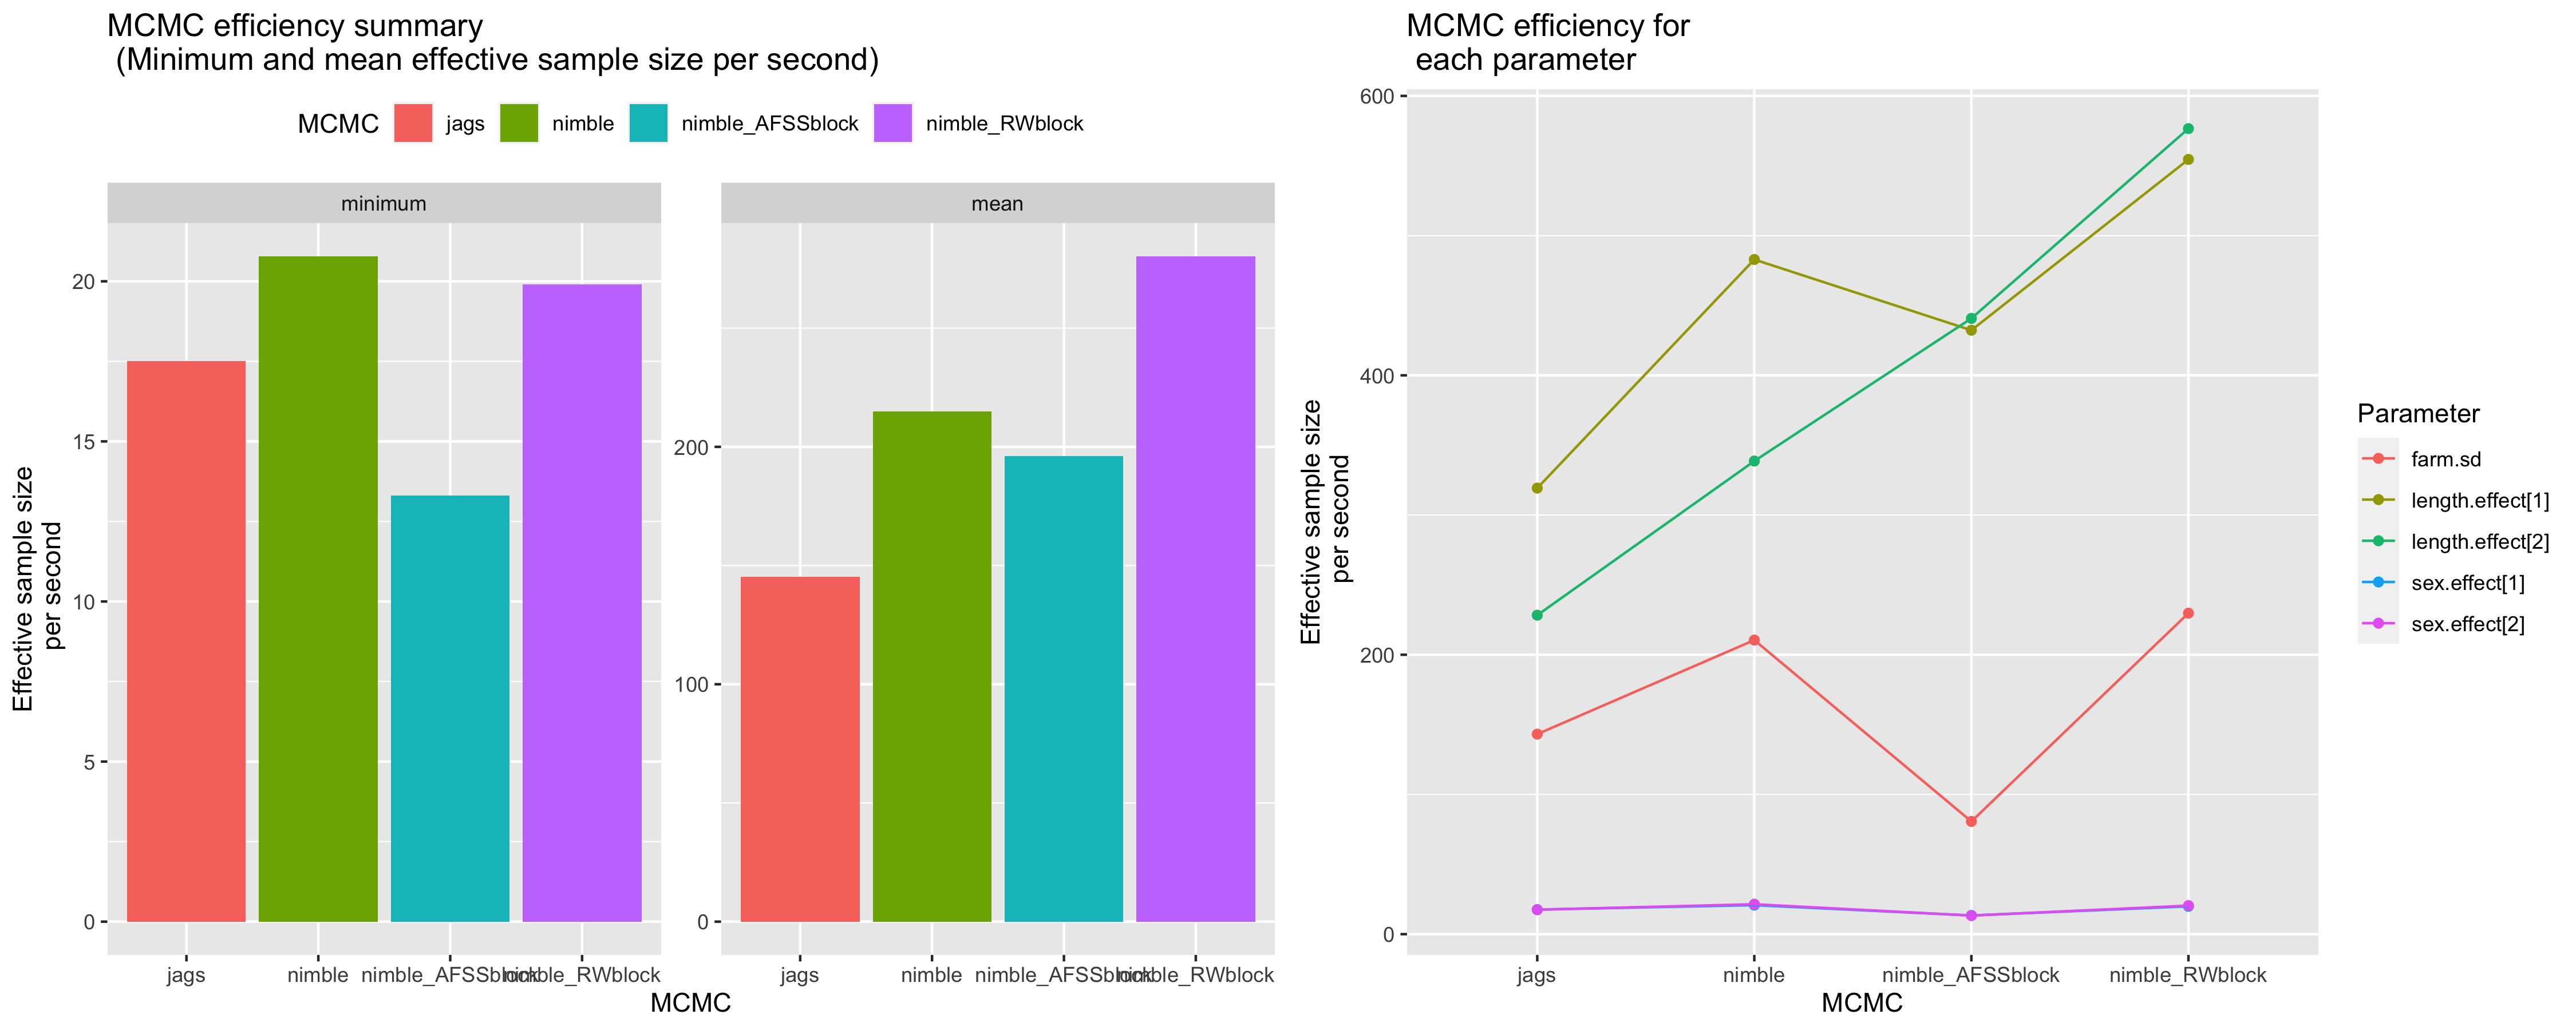 MCMC efficiency summary
(Minimum and mean effective sample size per second)
MCMC jags nimble nimble_AFSSblock nimble_RWblock
minimum
mean
Effective sample size
per second
20
15
10
5
0
200
100
0
jags nimble nimble_AFSSblock nimble_RWblock
jags nimble nimble_AFSSblock nimble_RWblock
MCMC
MCMC efficiency for
each parameter
Effective sample size
per second
600
400
200
0
jags nimble nimble_AFSSblock nimble_RWblock
MCMC
Parameter
farm.sd
length.effect[1]
length.effect[2]
sex.effect[1]
sex.effect[2]